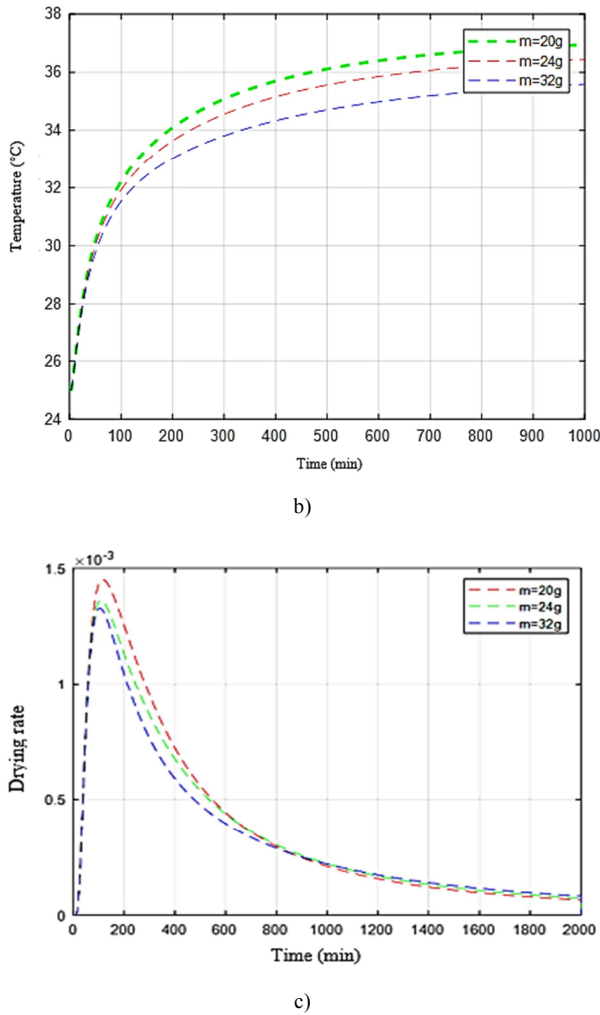 38
36
34
32
30
28
26
24
Temperature (°C)
m=20g
m=24g
m=32g
0 100 200 300 400 500 600 700 800 900 1000
Time (min)
b)
×10-3
1.5
1
0.5
0
Drying rate
m=20g
m=24g
m=32g
0 200 400 600 800 1000 1200 1400 1600 1800 2000
Time (min)
c)